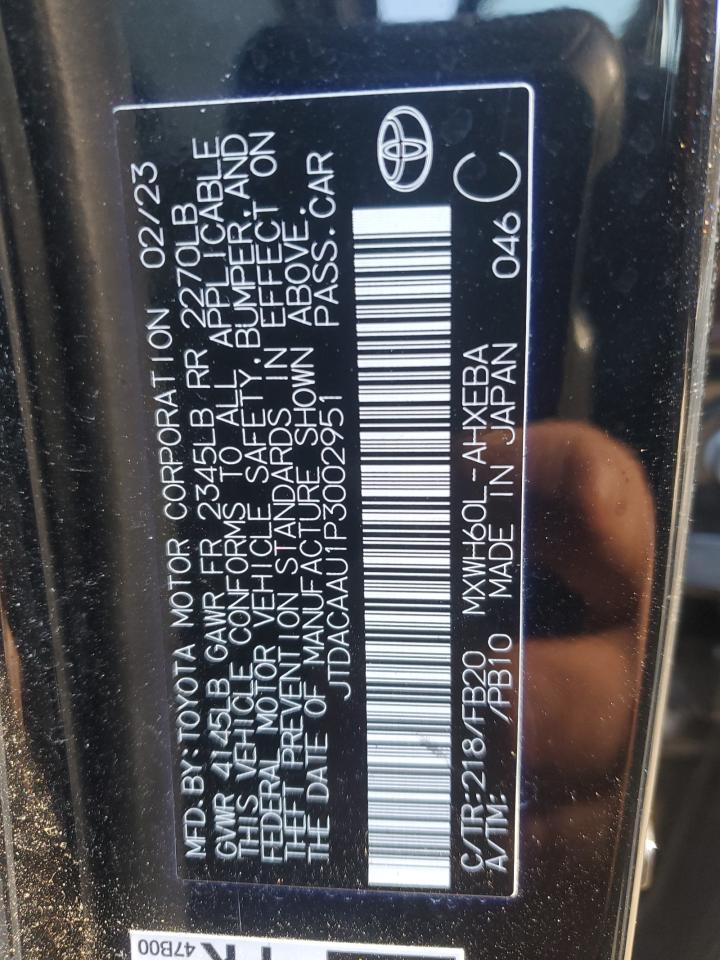 MFD. BY: TOYOTA MOTOR CORPORATION 02/23
GVWR 4145LB GAWR FR 2345LB RR 2270LB
THIS VEHICLE CONFORMS TO ALL APPLICABLE
FEDERAL MOTOR VEHICLE SAFETY, BUMPER, AND
THEFT PREVENTION STANDARDS IN EFFECT ON
THE DATE OF MANUFACTURE SHOWN ABOVE.
JTDACAAU1P3002951 PASS. CAR
C/TR: 218/FB20 MXWH60L-AHXEBA
A/TM: /PB10 MADE IN JAPAN 046 C
47B00